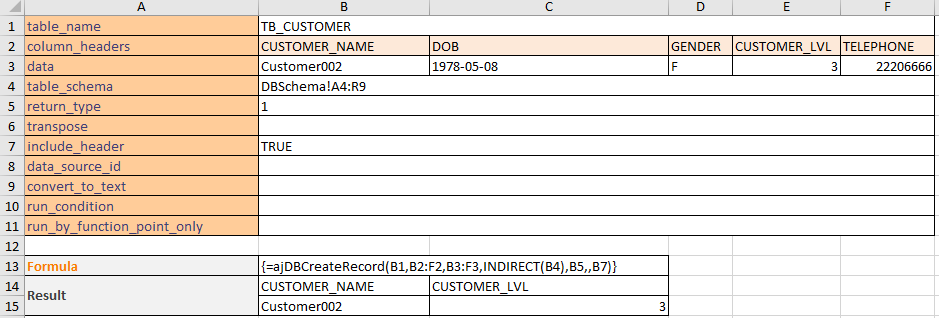 A B C D E F
1 table_name TB_CUSTOMER
2 column_headers CUSTOMER_NAME DOB GENDER CUSTOMER_LVL TELEPHONE
3 data Customer002 1978-05-08 F 3 22206666
4 table_schema DBSchema!A4:R9
5 return_type 1
6 transpose
7 include_header TRUE
8 data_source_id
9 convert_to_text
10 run_condition
11 run_by_function_point_only
12
13 Formula {=ajDBCreateRecord(B1,B2:F2,B3:F3,INDIRECT(B4),B5,,B7)}
14 Result CUSTOMER_NAME CUSTOMER_LVL
15 Customer002 3